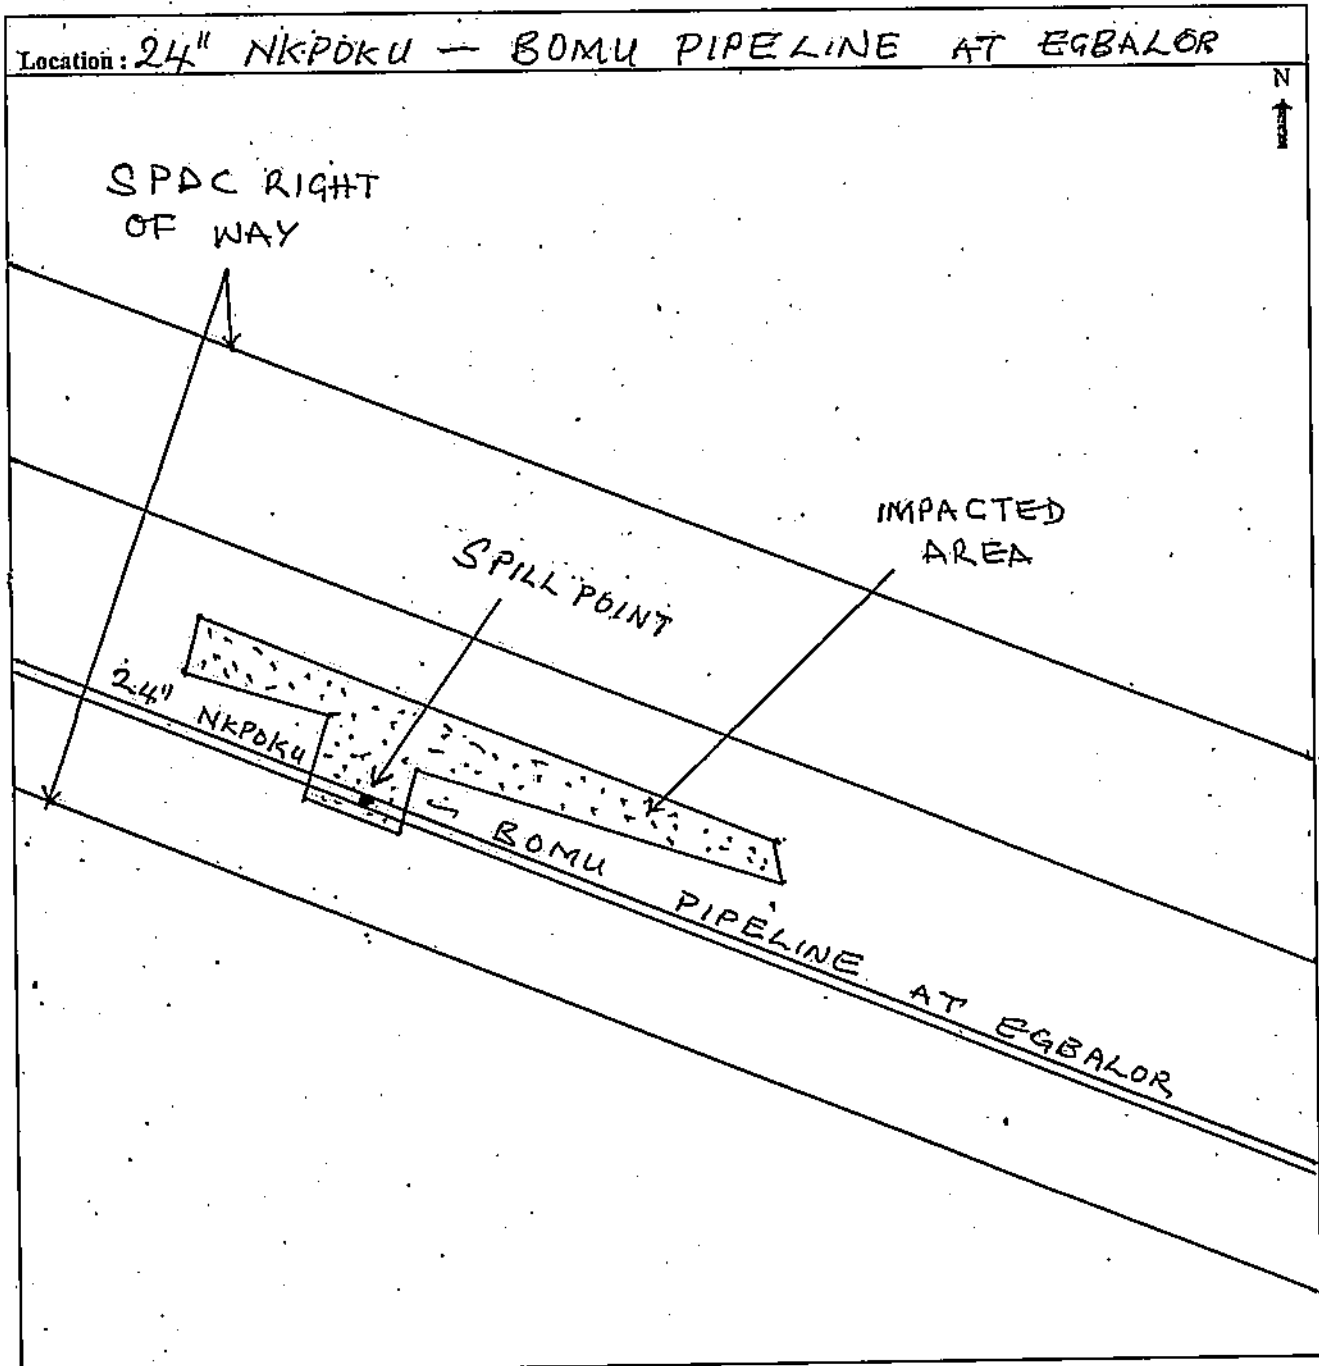 Location: 24" NKPOKU — BOMU PIPELINE AT EGBALOR
N
SPDC RIGHT
OF WAY
IMPACTED
AREA
SPILL POINT
24" NKPOKU - BOMU PIPELINE AT EGBALOR